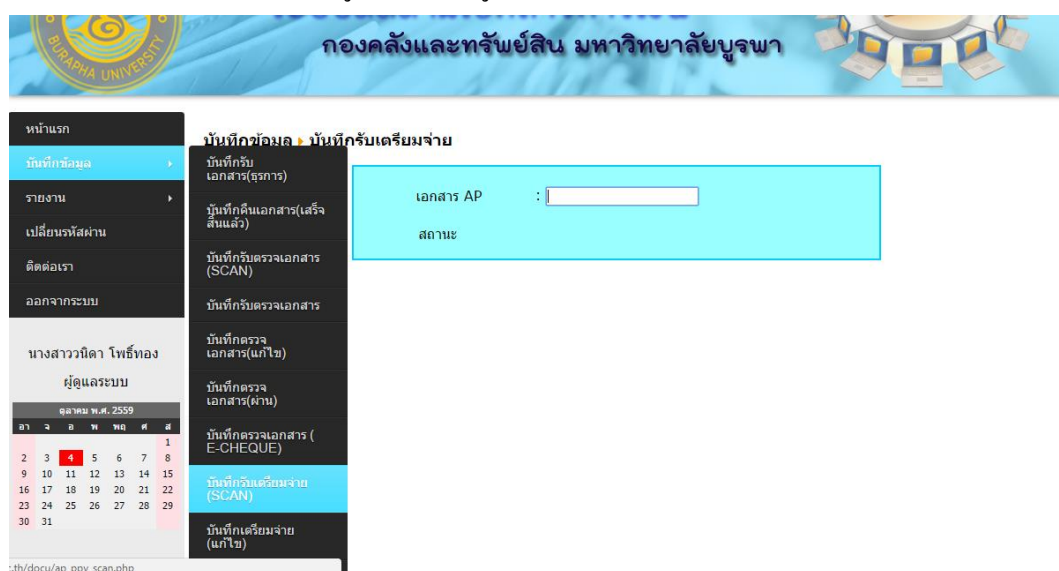 BURAPHA UNIVERSITY
กองคลังและทรัพย์สิน มหาวิทยาลัยบูรพา
หน้าแรก
บันทึกข้อมูล
รายงาน
เปลี่ยนรหัสผ่าน
ติดต่อเรา
ออกจากระบบ
นางสาววนิดา โพธิ์ทอง
ผู้ดูแลระบบ
ตุลาคม พ.ศ. 2559
อา จ อ พ พฤ ศ ส
1
2 3 4 5 6 7 8
9 10 11 12 13 14 15
16 17 18 19 20 21 22
23 24 25 26 27 28 29
30 31
บันทึกข้อมูล บันทึกรับเตรียมจ่าย
บันทึกรับ
เอกสาร(ธุรการ)
บันทึกคืนเอกสาร(เสร็จ
สิ้นแล้ว)
บันทึกรับตรวจเอกสาร
(SCAN)
บันทึกรับตรวจเอกสาร
บันทึกตรวจ
เอกสาร(แก้ไข)
บันทึกตรวจ
เอกสาร(ผ่าน)
บันทึกตรวจเอกสาร (
E-CHEQUE)
บันทึกรับเตรียมจ่าย
(SCAN)
บันทึกเตรียมจ่าย
(แก้ไข)
เอกสาร AP :
สถานะ
.th/docu/ap_ppv_scan.php